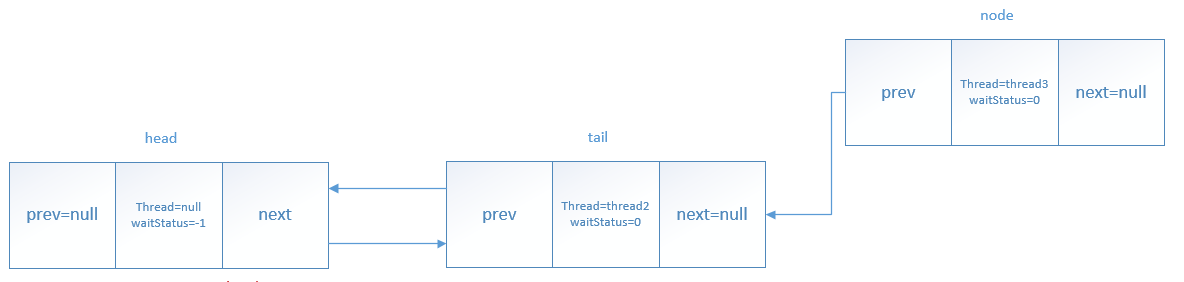 node
prev
Thread=thread3
waitStatus=0
next=null
head
tail
prev=null
Thread=null
waitStatus=-1
next
prev
Thread=thread2
waitStatus=0
next=null